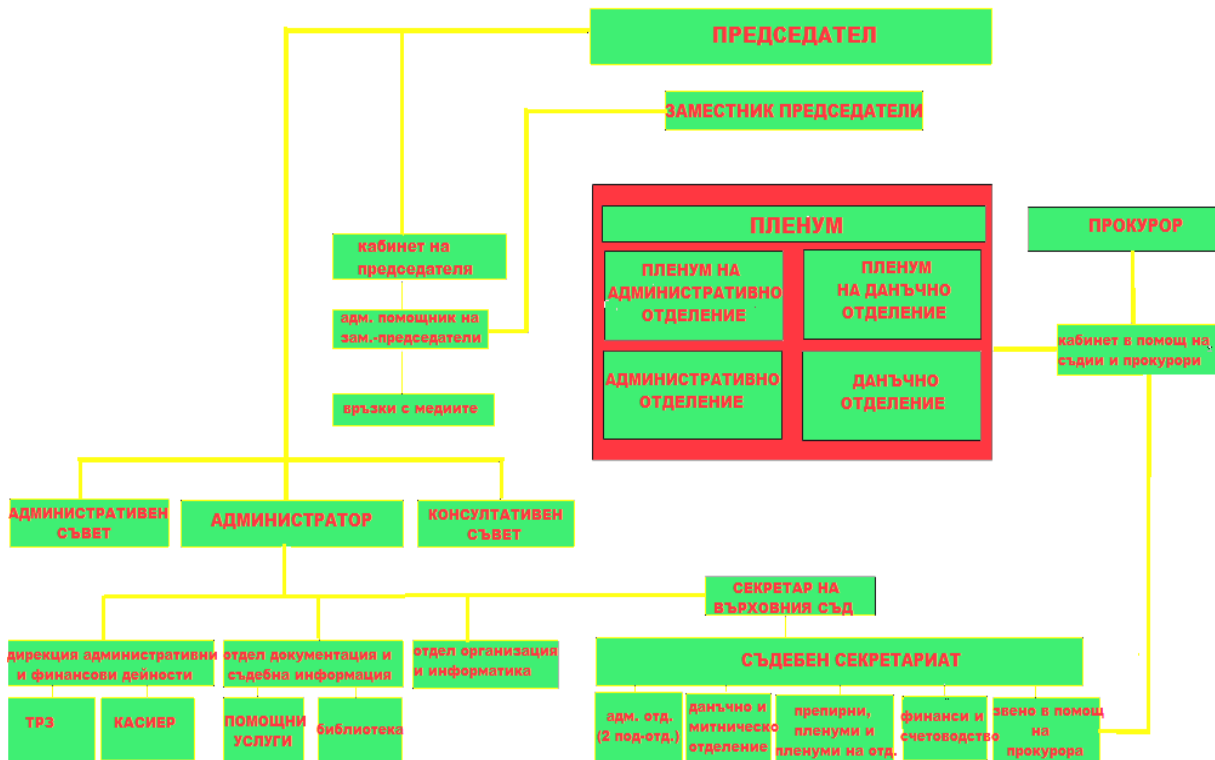 ПРЕДСЕДАТЕЛ
ЗАМЕСТНИК ПРЕДСЕДАТЕЛИ
ПЛЕНУМ
ПРОКУРОР
кабинет на
председателя
ПЛЕНУМ НА
АДМИНИСТРАТИВНО
ОТДЕЛЕНИЕ
ПЛЕНУМ
НА ДАНЪЧНО
ОТДЕЛЕНИЕ
адм. помощник на
зам.-председатели
кабинет в помощ на
съдии и прокурори
АДМИНИСТРАТИВНО
ОТДЕЛЕНИЕ
ДАНЪЧНО
ОТДЕЛЕНИЕ
връзки с медиите
АДМИНИСТРАТИВЕН
СЪВЕТ
АДМИНИСТРАТОР
КОНСУЛТАТИВЕН
СЪВЕТ
СЕКРЕТАР НА
ВЪРХОВНИЯ СЪД
дирекция административни
и финансови дейности
отдел документация и
съдебна информация
отдел организация
и информатика
СЪДЕБЕН СЕКРЕТАРИАТ
ТРЗ
КАСИЕР
ПОМОЩНИ
УСЛУГИ
библиотека
адм. отд.
(2 под-отд.)
данъчно и
митническо
отделение
препирни,
пленуми и
пленуми на отд.
финанси и
счетоводство
звено в помощ
на
прокурора